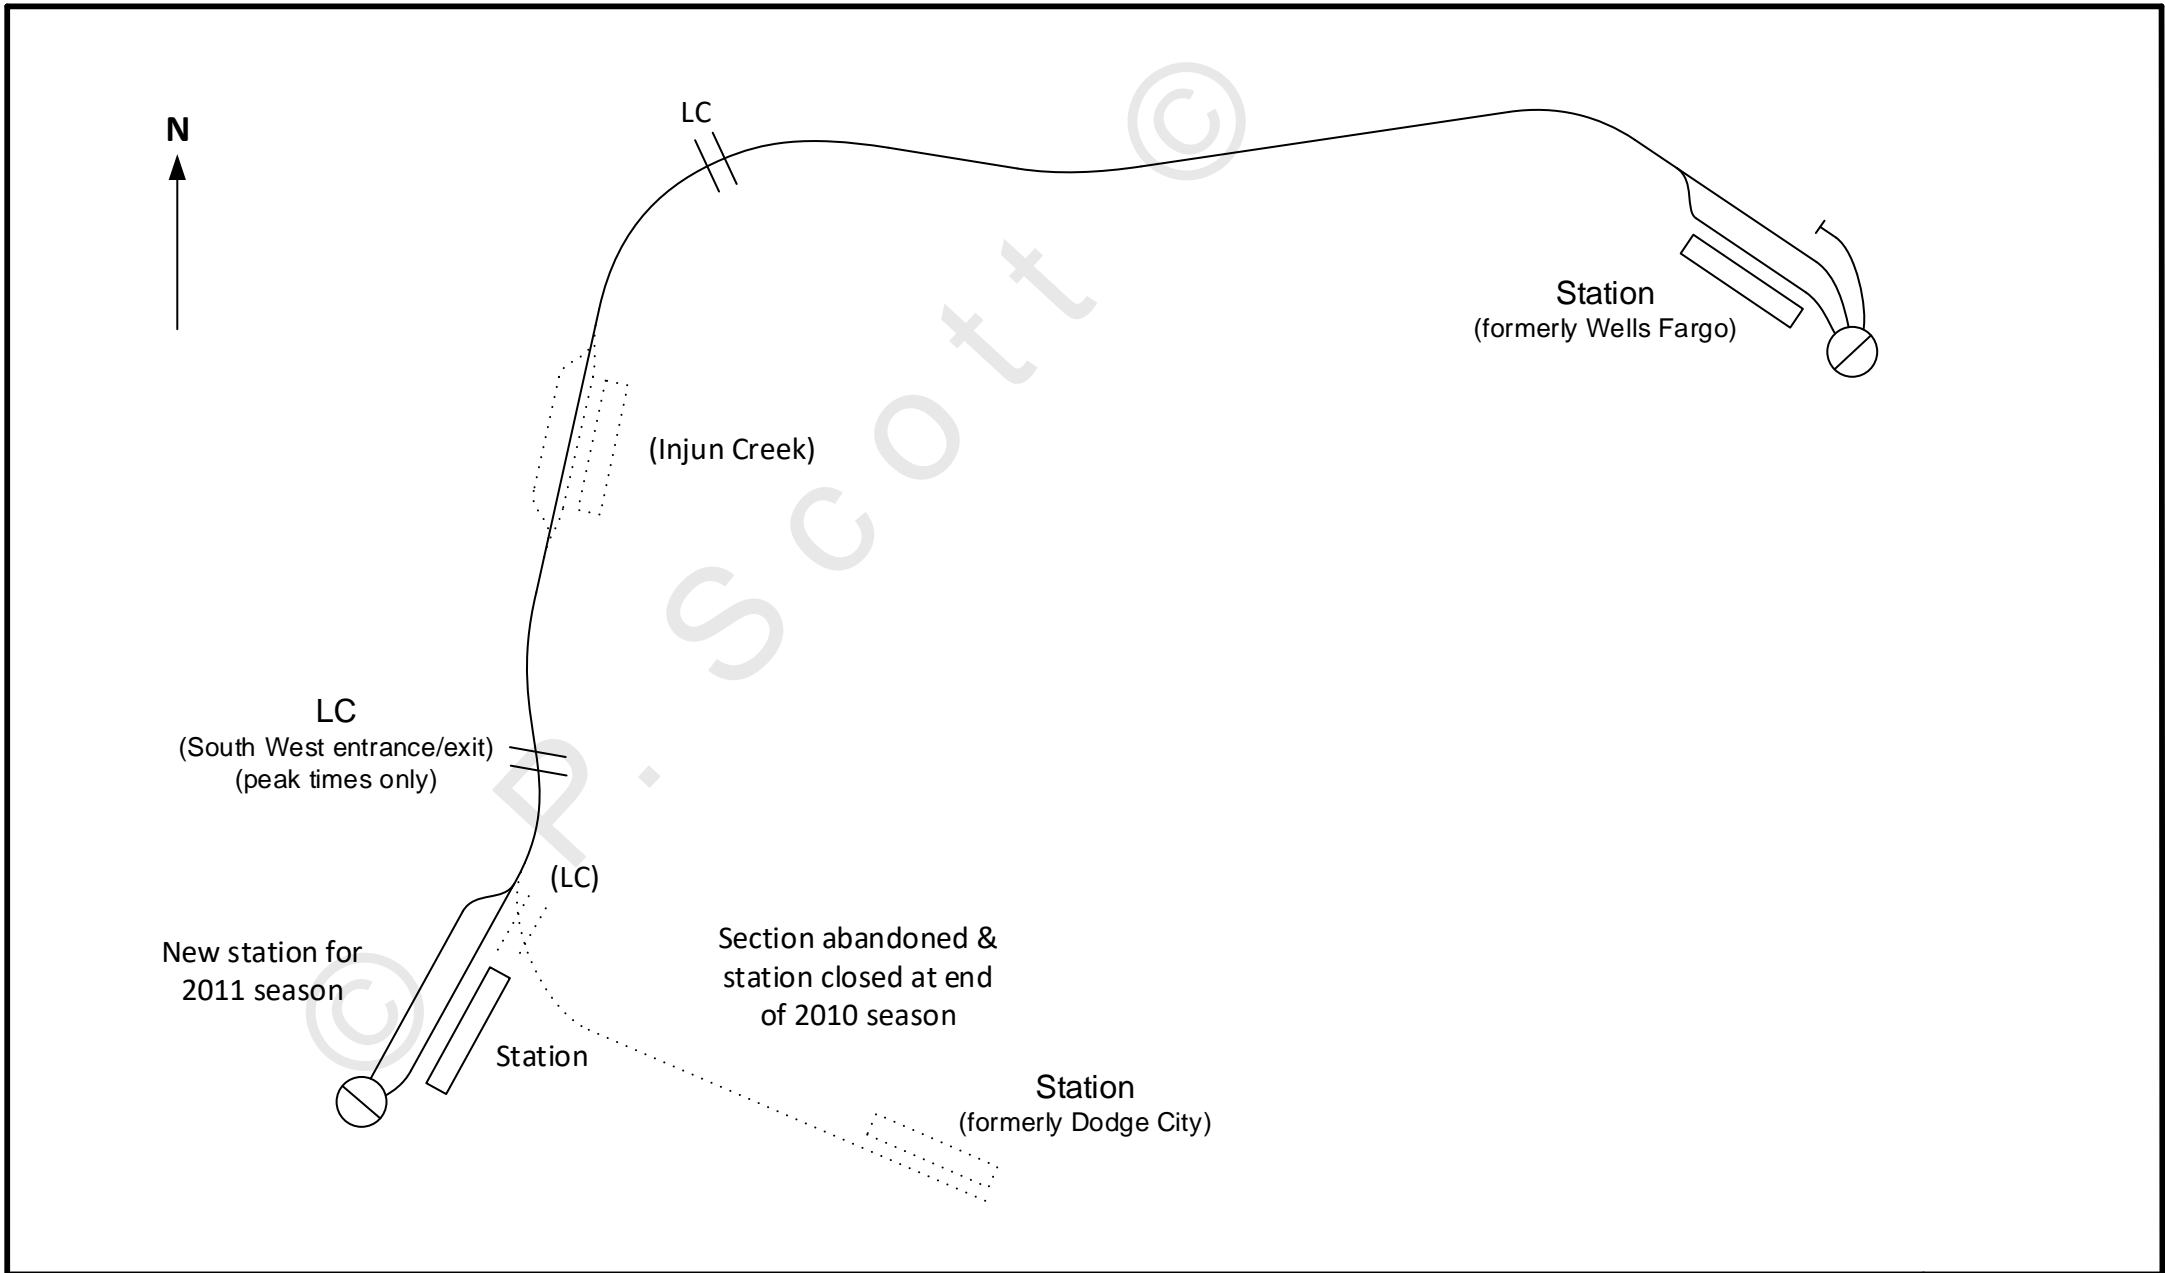 LC
N
Station
(formerly Wells Fargo)
(Injun Creek)
LC
(South West entrance/exit)
(peak times only)
(LC)
New station for
2011 season
Section abandoned &
station closed at end
of 2010 season
Station
Station
(formerly Dodge City)
© P. Scott ©